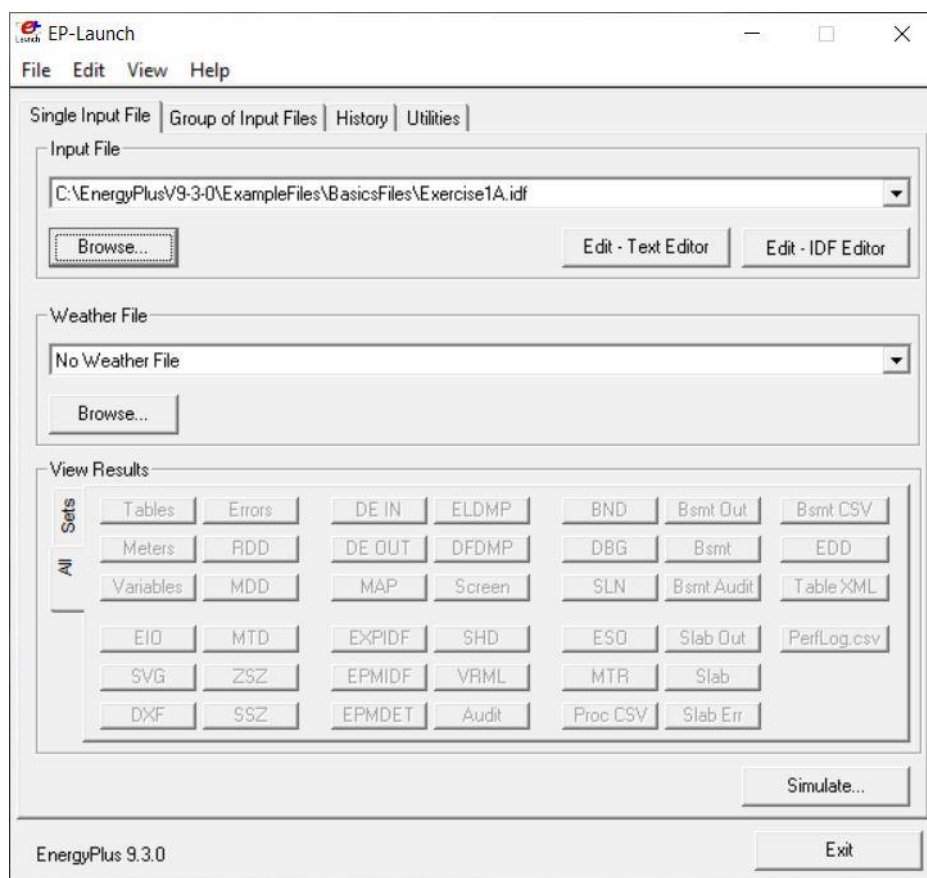 EP-Launch
File Edit View Help
Single Input File Group of Input Files History Utilities
Input File
C:\EnergyPlusV9-3-0\ExampleFiles\BasicsFiles\Exercise1A.idf
Browse... Edit - Text Editor Edit - IDF Editor
Weather File
No Weather File
Browse...
View Results
Sets
All
Tables Errors DE IN ELDMP BND Bsmt Out Bsmt CSV
Meters RDD DE OUT DFDMP DBG Bsmt EDD
Variables MDD MAP Screen SLN Bsmt Audit Table XML
EIO MTD EXPIDF SHD ESO Slab Out PerfLog.csv
SVG ZSZ EPMIDF VRML MTR Slab
DXF SSZ EPMDET Audit Proc CSV Slab Err
Simulate...
EnergyPlus 9.3.0 Exit